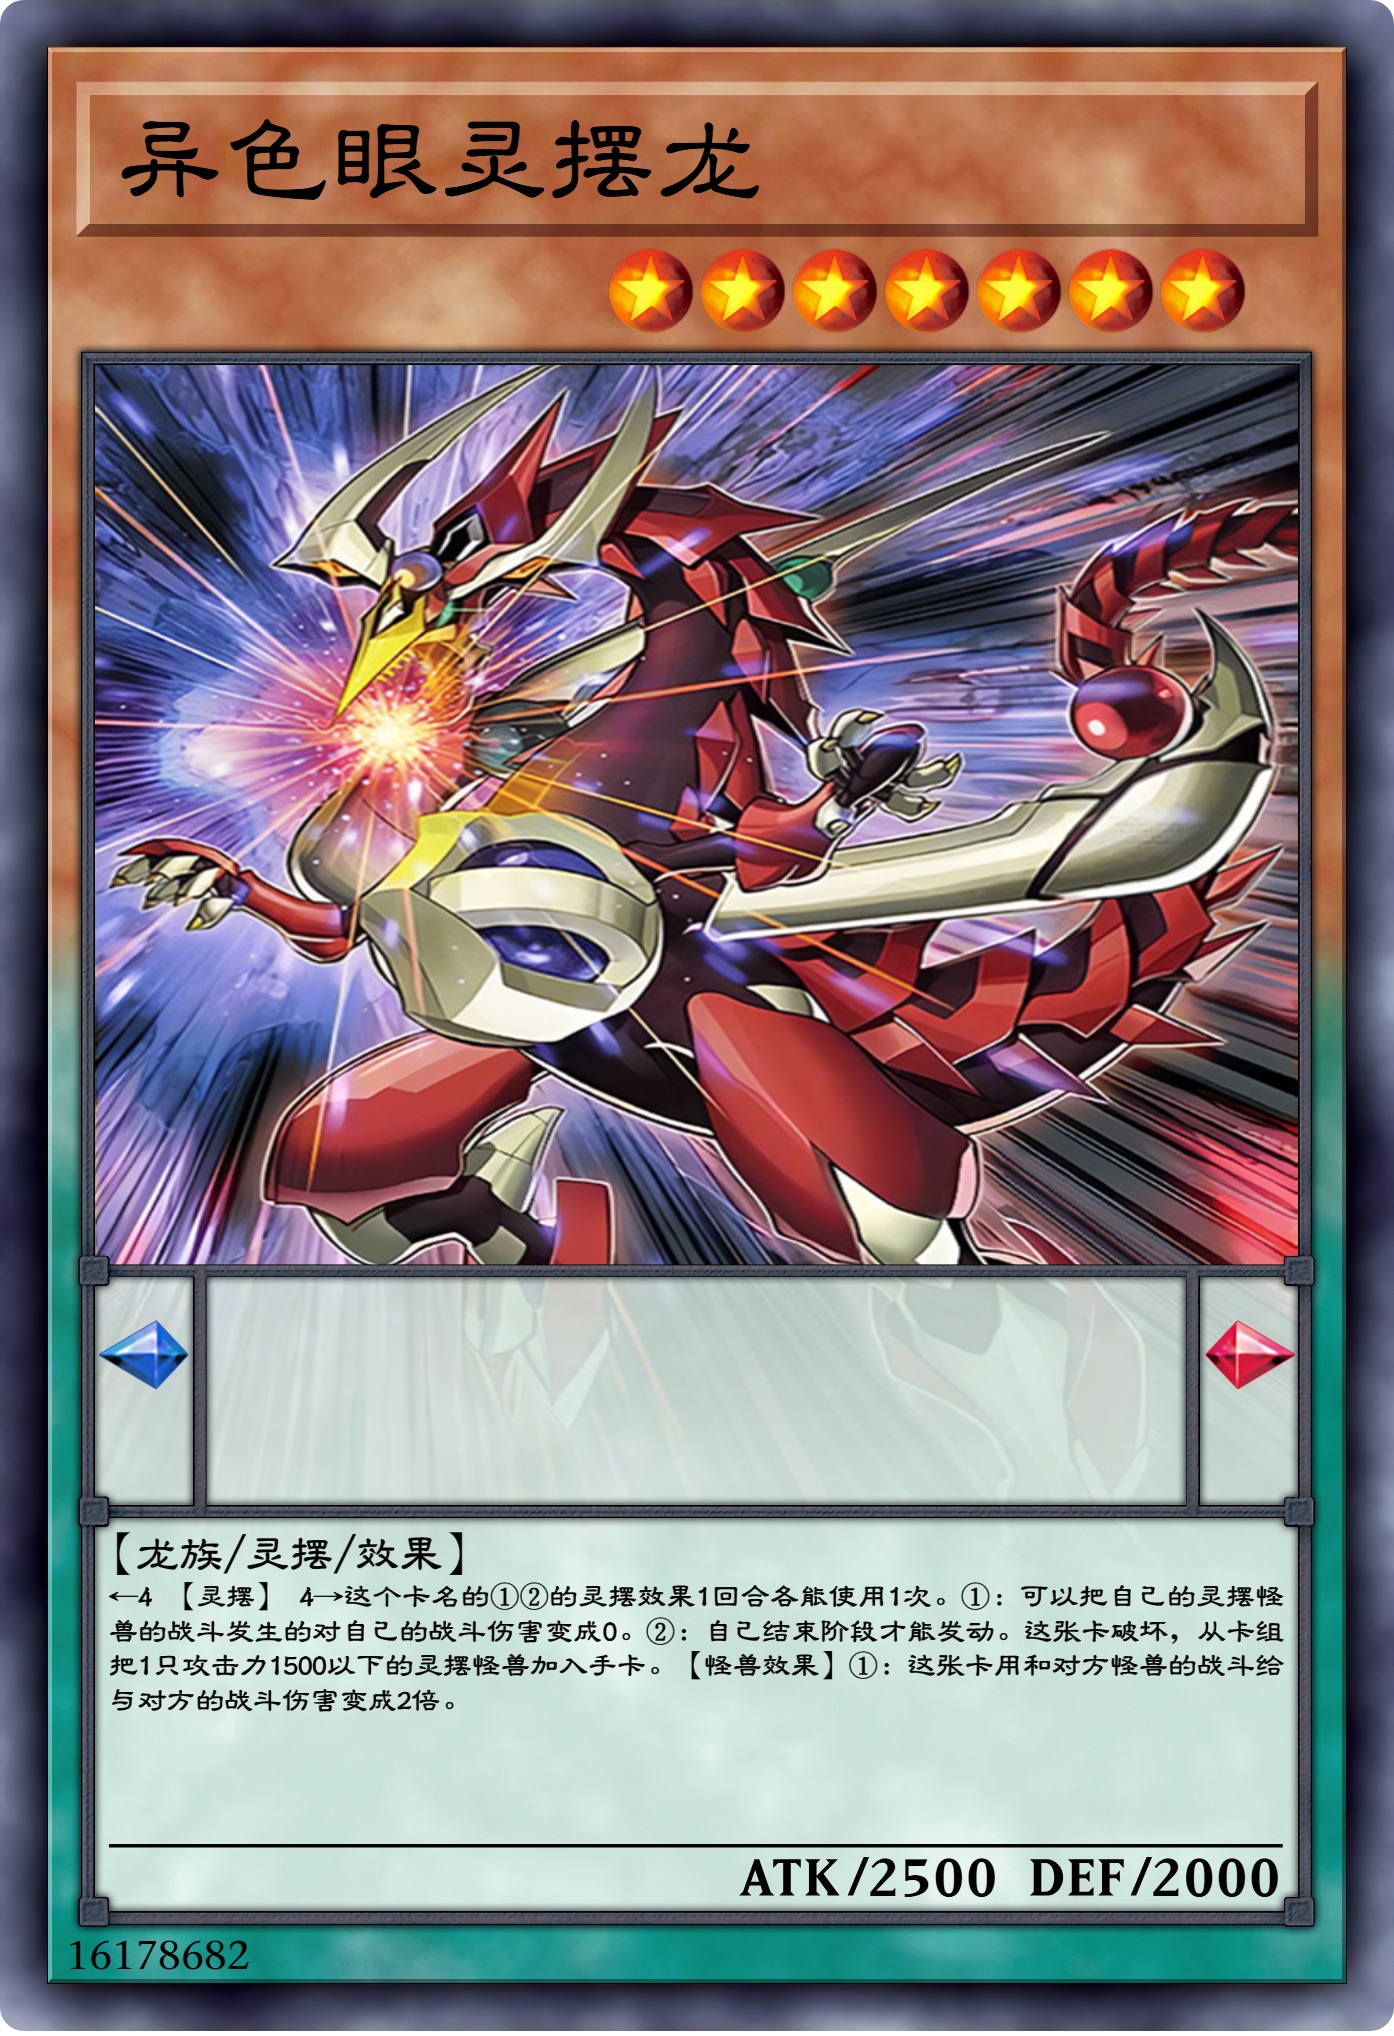 异色眼灵摆龙
【龙族/灵摆/效果】
←4 【灵摆】 4→这个卡名的①②的灵摆效果1回合各能使用1次。①：可以把自己的灵摆怪
兽的战斗发生的对自己的战斗伤害变成0。②：自己结束阶段才能发动。这张卡破坏，从卡组
把1只攻击力1500以下的灵摆怪兽加入手卡。【怪兽效果】①：这张卡用和对方怪兽的战斗给
与对方的战斗伤害变成2倍。
ATK/2500 DEF/2000
16178682